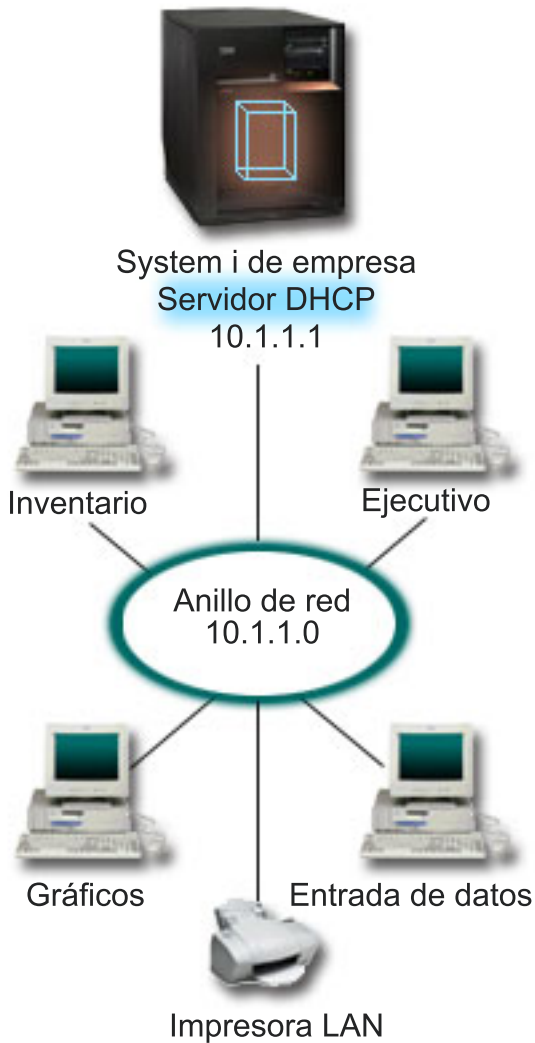 System i de empresa
Servidor DHCP
10.1.1.1
Inventario
Ejecutivo
Anillo de red
10.1.1.0
Gráficos
Entrada de datos
Impresora LAN